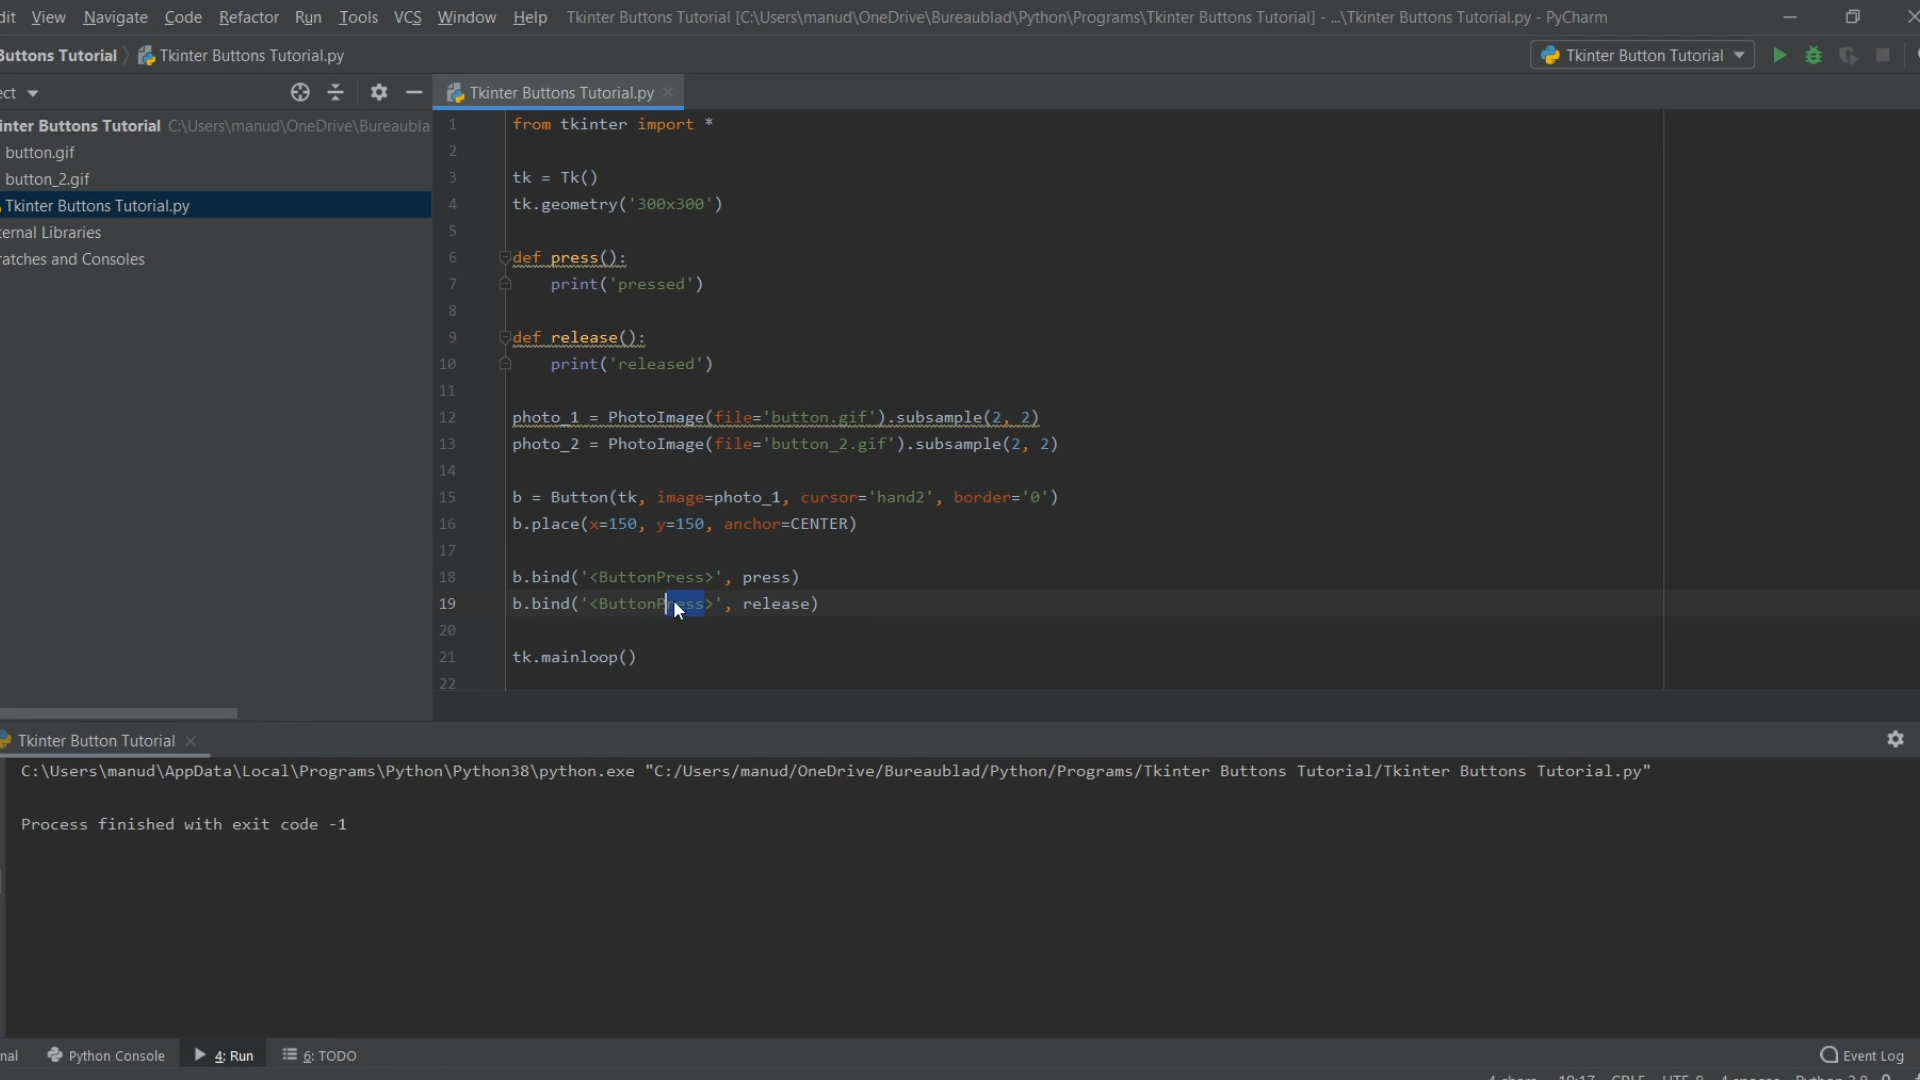 dit View Navigate Code Refactor Run Tools VCS Window Help Tkinter Buttons Tutorial [C:\Users\manud\OneDrive\Bureaublad\Python\Programs\Tkinter Buttons Tutorial] - ...\Tkinter Buttons Tutorial.py - PyCharm
Buttons Tutorial Tkinter Buttons Tutorial.py Tkinter Button Tutorial
ect Tkinter Buttons Tutorial.py
inter Buttons Tutorial C:\Users\manud\OneDrive\Bureaubla
button.gif
button_2.gif
Tkinter Buttons Tutorial.py
ernal Libraries
ratches and Consoles
1 from tkinter import *
2
3 tk = Tk()
4 tk.geometry('300x300')
5
6 def press():
7 print('pressed')
8
9 def release():
10 print('released')
11
12 photo_1 = PhotoImage(file='button.gif').subsample(2, 2)
13 photo_2 = PhotoImage(file='button_2.gif').subsample(2, 2)
14
15 b = Button(tk, image=photo_1, cursor='hand2', border='0')
16 b.place(x=150, y=150, anchor=CENTER)
17
18 b.bind('<ButtonPress>', press)
19 b.bind('<ButtonPress>', release)
20
21 tk.mainloop()
22
Tkinter Button Tutorial
C:\Users\manud\AppData\Local\Programs\Python\Python38\python.exe "C:/Users/manud/OneDrive/Bureaublad/Python/Programs/Tkinter Buttons Tutorial/Tkinter Buttons Tutorial.py"
Process finished with exit code -1
nal Python Console 4: Run 6: TODO Event Log